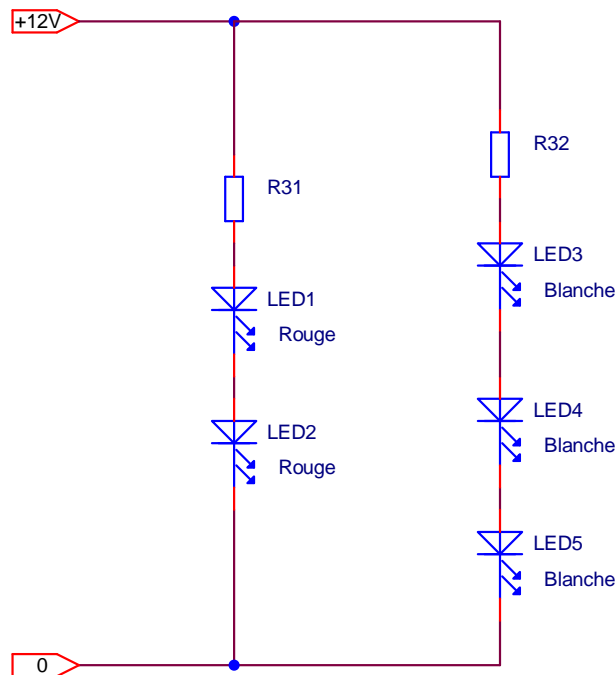 +12V
R31
LED1
Rouge
LED2
Rouge
R32
LED3
Blanche
LED4
Blanche
LED5
Blanche
0